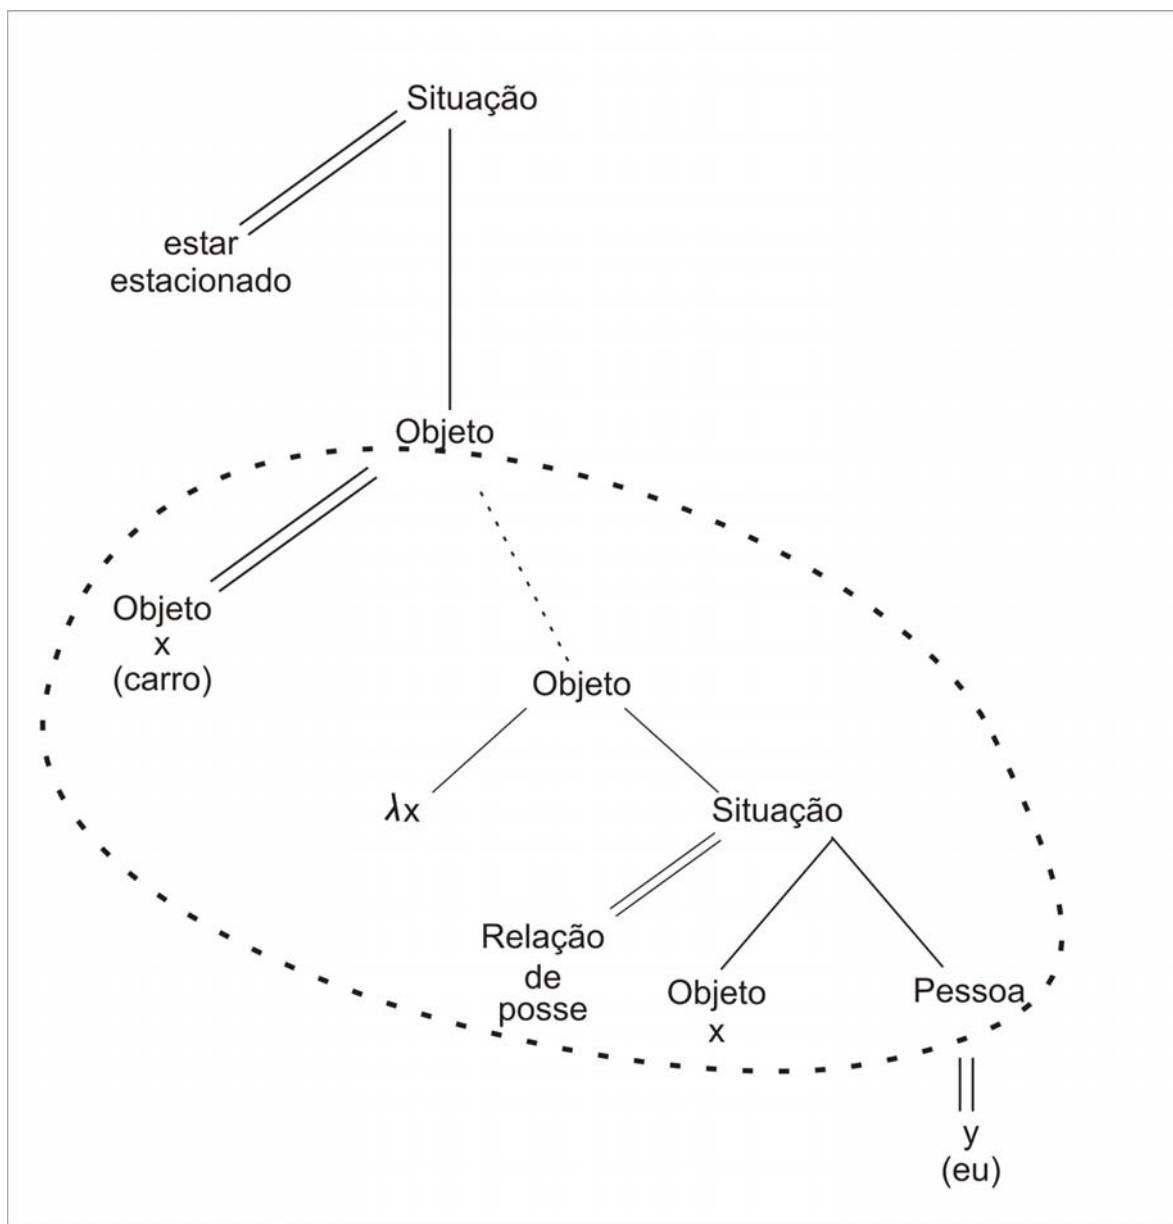 Situação
estar
estacionado
Objeto
Objeto
x
(carro)
Objeto
λx
Situação
Relação
de
posse
Objeto
x
Pessoa
y
(eu)